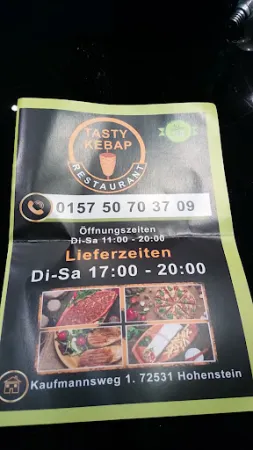 TASTY
KEBAP
RESTAURANT
0157 50 70 37 09
Öffnungszeiten
Di-Sa 11:00 - 20:00
Lieferzeiten
Di-Sa 17:00 - 20:00
Kaufmannsweg 1. 72531 Hohenstein